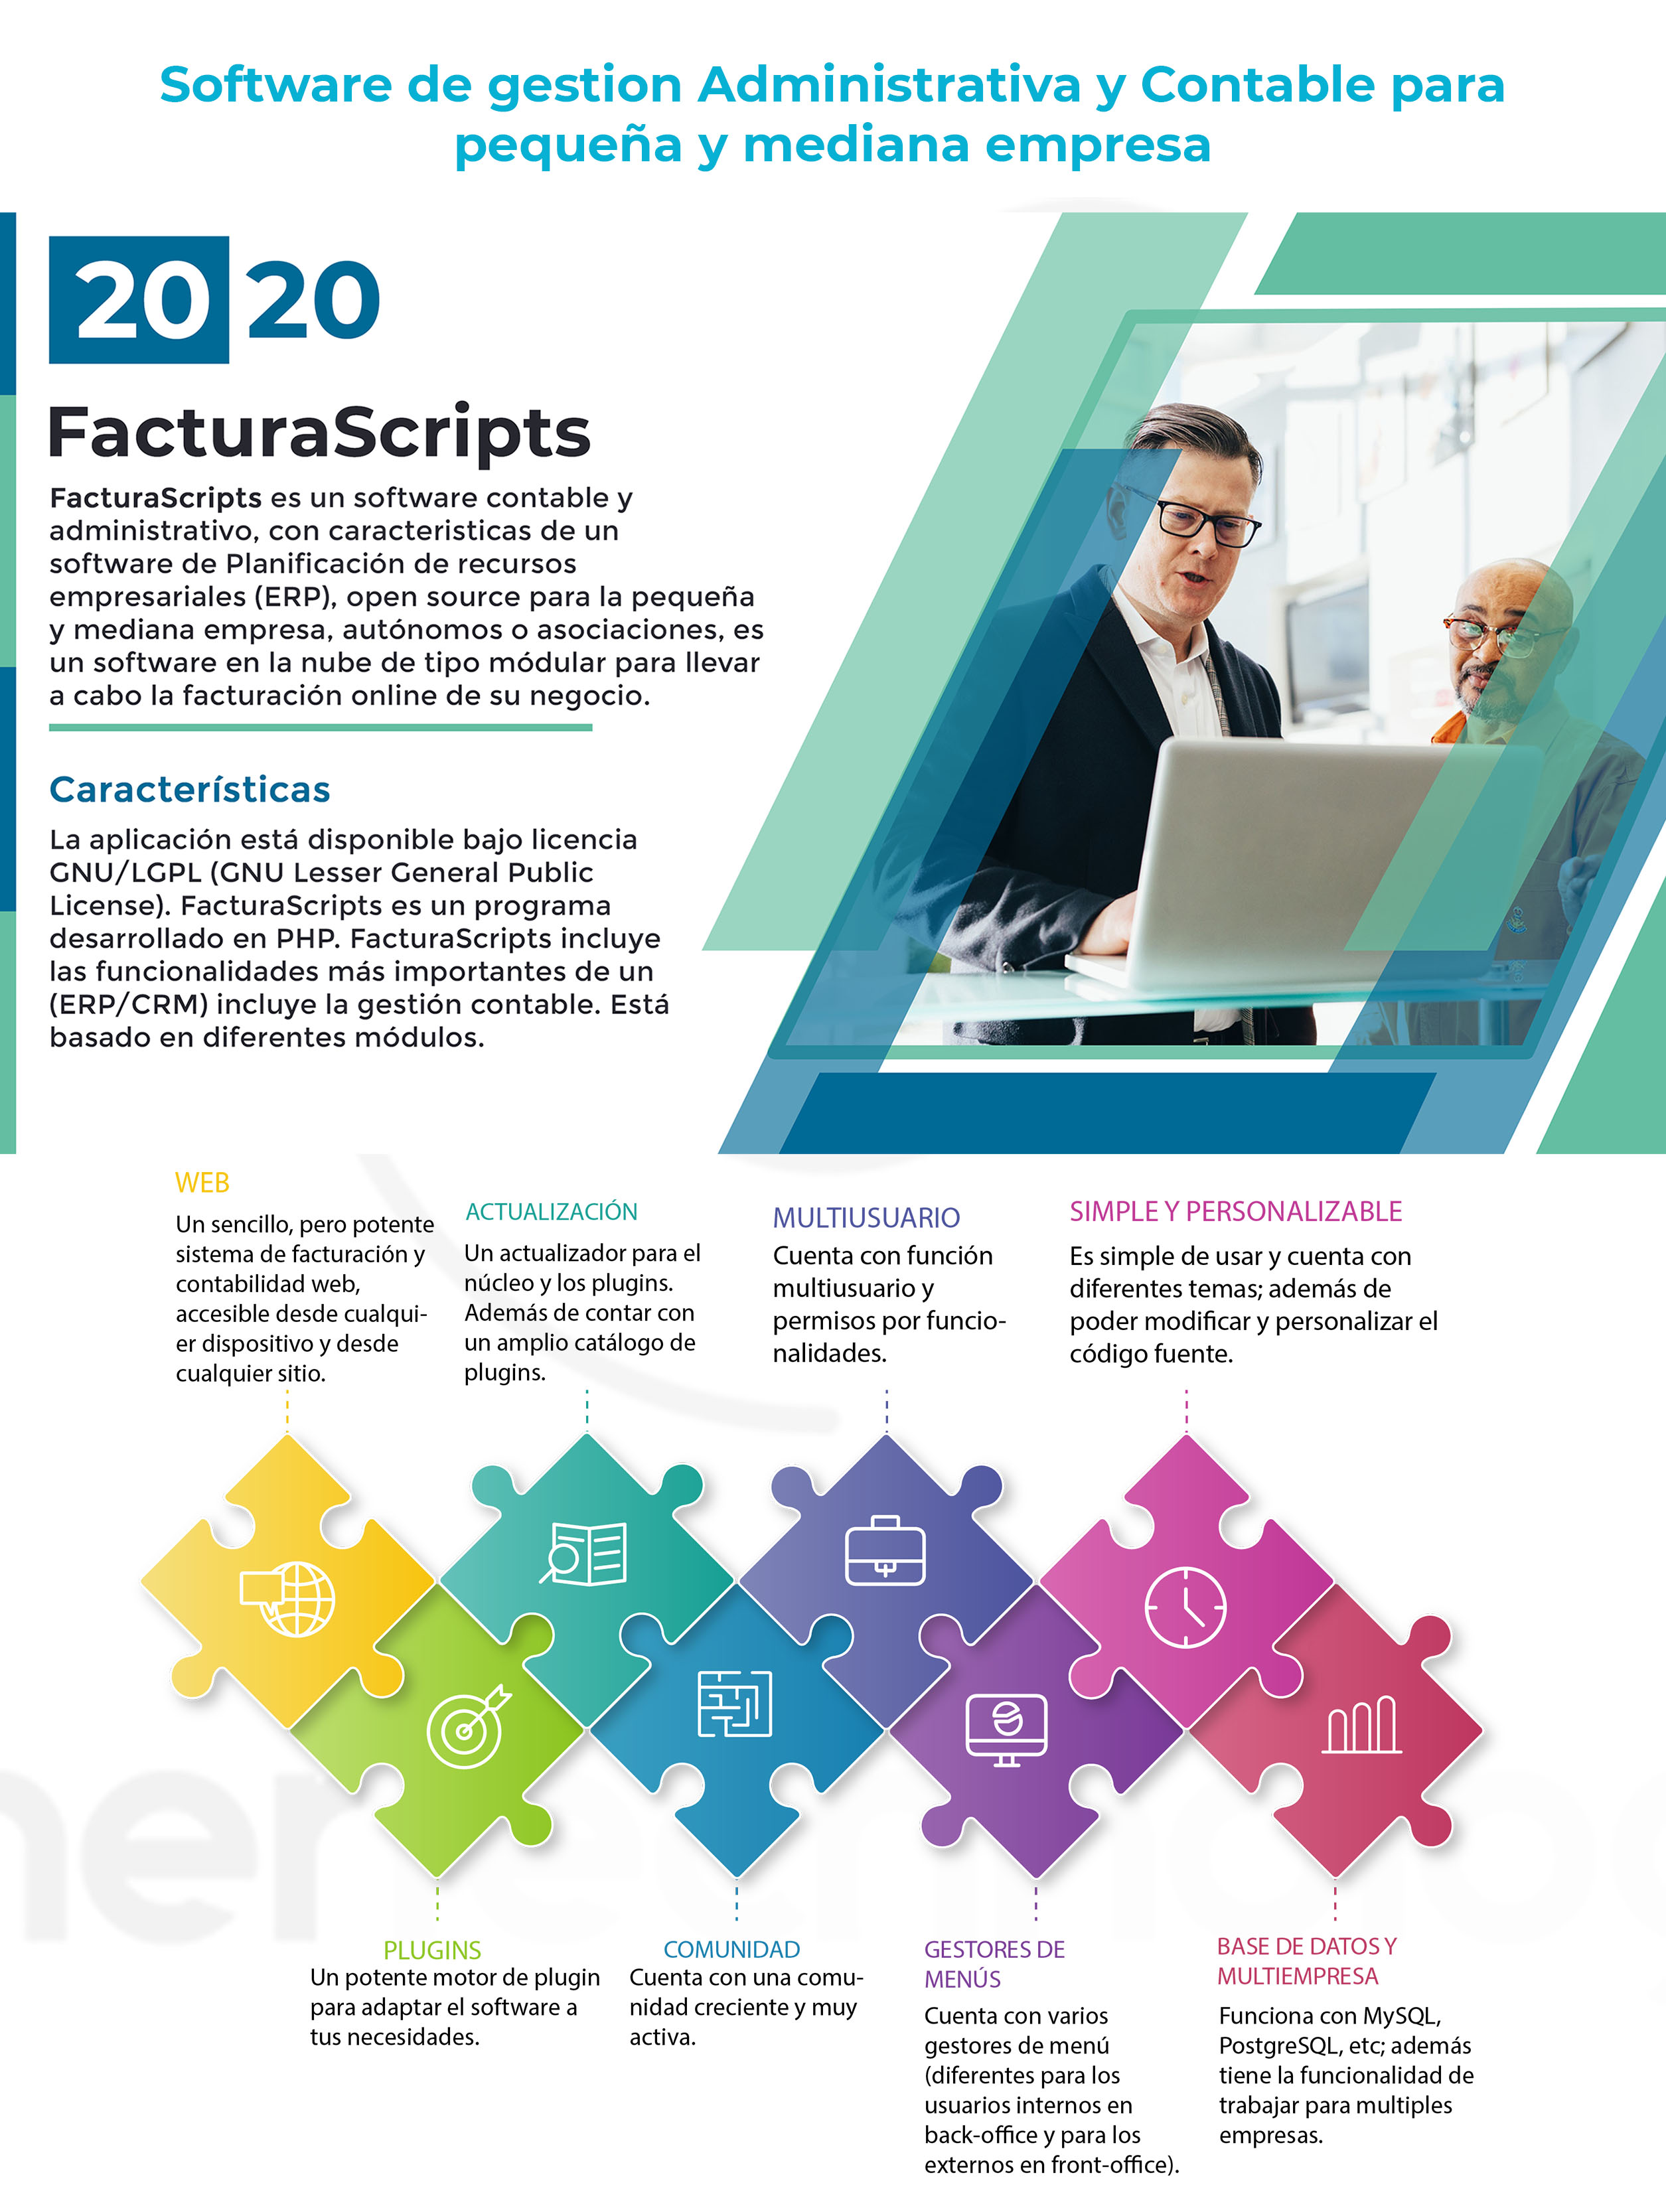 Software de gestion Administrativa y Contable para
pequeña y mediana empresa
2020
FacturaScripts
FacturaScripts es un software contable y
administrativo, con caracteristicas de un
software de Planificación de recursos
empresariales (ERP), open source para la pequeña
y mediana empresa, autónomos o asociaciones, es
un software en la nube de tipo módular para llevar
a cabo la facturación online de su negocio.
Características
La aplicación está disponible bajo licencia
GNU/LGPL (GNU Lesser General Public
License). FacturaScripts es un programa
desarrollado en PHP. FacturaScripts incluye
las funcionalidades más importantes de un
(ERP/CRM) incluye la gestión contable. Está
basado en diferentes módulos.
WEB
Un sencillo, pero potente
sistema de facturación y
contabilidad web,
accesible desde cualqui-
er dispositivo y desde
cualquier sitio.
ACTUALIZACIÓN
Un actualizador para el
núcleo y los plugins.
Además de contar con
un amplio catálogo de
plugins.
MULTIUSUARIO
Cuenta con función
multiusuario y
permisos por funcio-
nalidades.
SIMPLE Y PERSONALIZABLE
Es simple de usar y cuenta con
diferentes temas; además de
poder modificar y personalizar el
código fuente.
PLUGINS
Un potente motor de plugin
para adaptar el software a
tus necesidades.
COMUNIDAD
Cuenta con una comu-
nidad creciente y muy
activa.
GESTORES DE
MENÚS
Cuenta con varios
gestores de menú
(diferentes para los
usuarios internos en
back-office y para los
externos en front-office).
BASE DE DATOS Y
MULTIEMPRESA
Funciona con MySQL,
PostgreSQL, etc; además
tiene la funcionalidad de
trabajar para multiples
empresas.